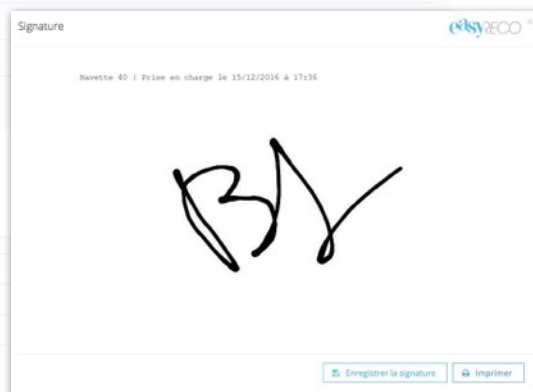 Signature
easyRECO
Navette 40 | Prise en charge le 15/12/2016 à 17:36
Enregistrer la signature
Imprimer